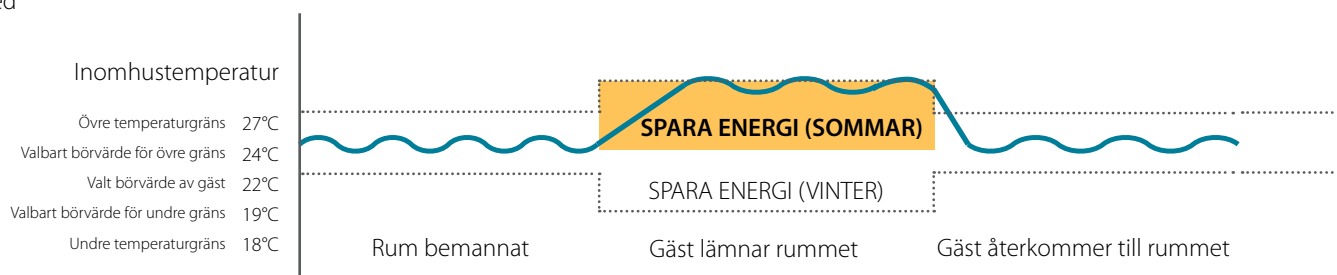 Inomhustemperatur
Övre temperaturgräns 27°C
Valbart börvärde för övre gräns 24°C
Valt börvärde av gäst 22°C
Valbart börvärde för undre gräns 19°C
Undre temperaturgräns 18°C
SPARA ENERGI (SOMMAR)
SPARA ENERGI (VINTER)
Rum bemannat
Gäst lämnar rummet
Gäst återkommer till rummet